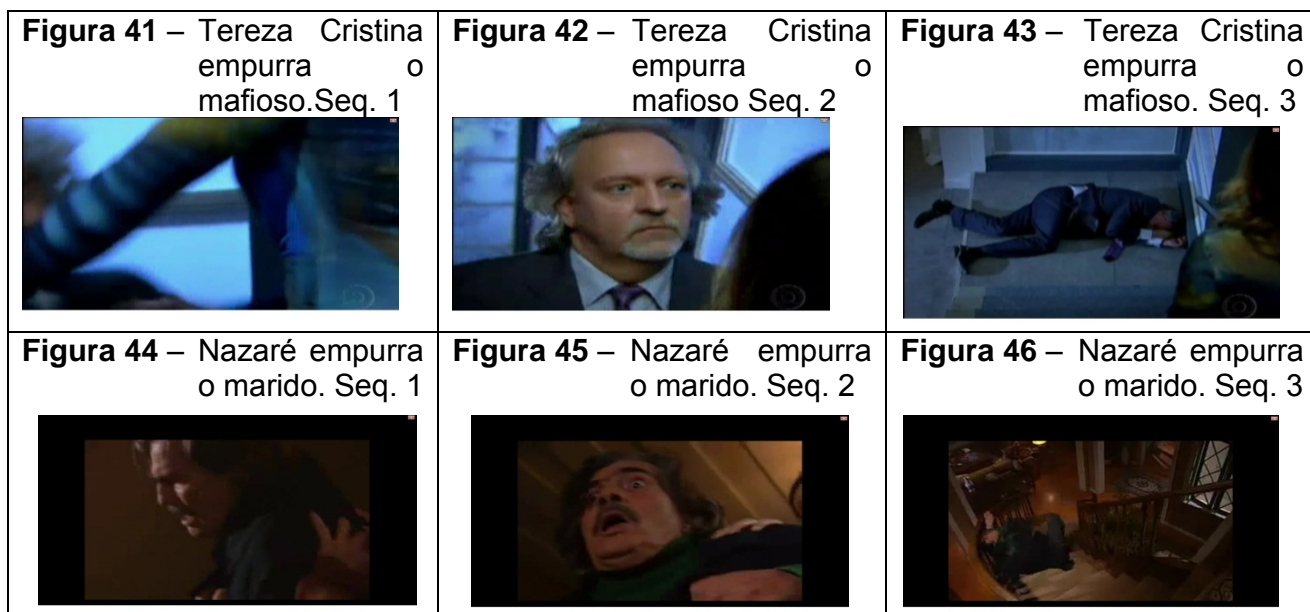 Figura 41 – Tereza Cristina
empurra o
mafioso.Seq. 1
Figura 42 – Tereza Cristina
empurra o
mafioso Seq. 2
Figura 43 – Tereza Cristina
empurra o
mafioso. Seq. 3
Figura 44 – Nazaré empurra
o marido. Seq. 1
Figura 45 – Nazaré empurra
o marido. Seq. 2
Figura 46 – Nazaré empurra
o marido. Seq. 3